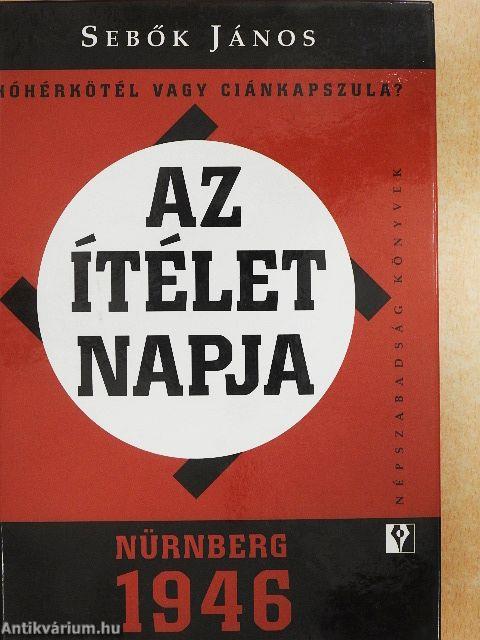 SEBŐK JÁNOS
HÓHÉRKÖTÉL VAGY CIÁNKAPSZULA?
AZ
ÍTÉLET
NAPJA
NÉPSZABADSÁG KÖNYVEK
NÜRNBERG
1946
Antikvárium.hu